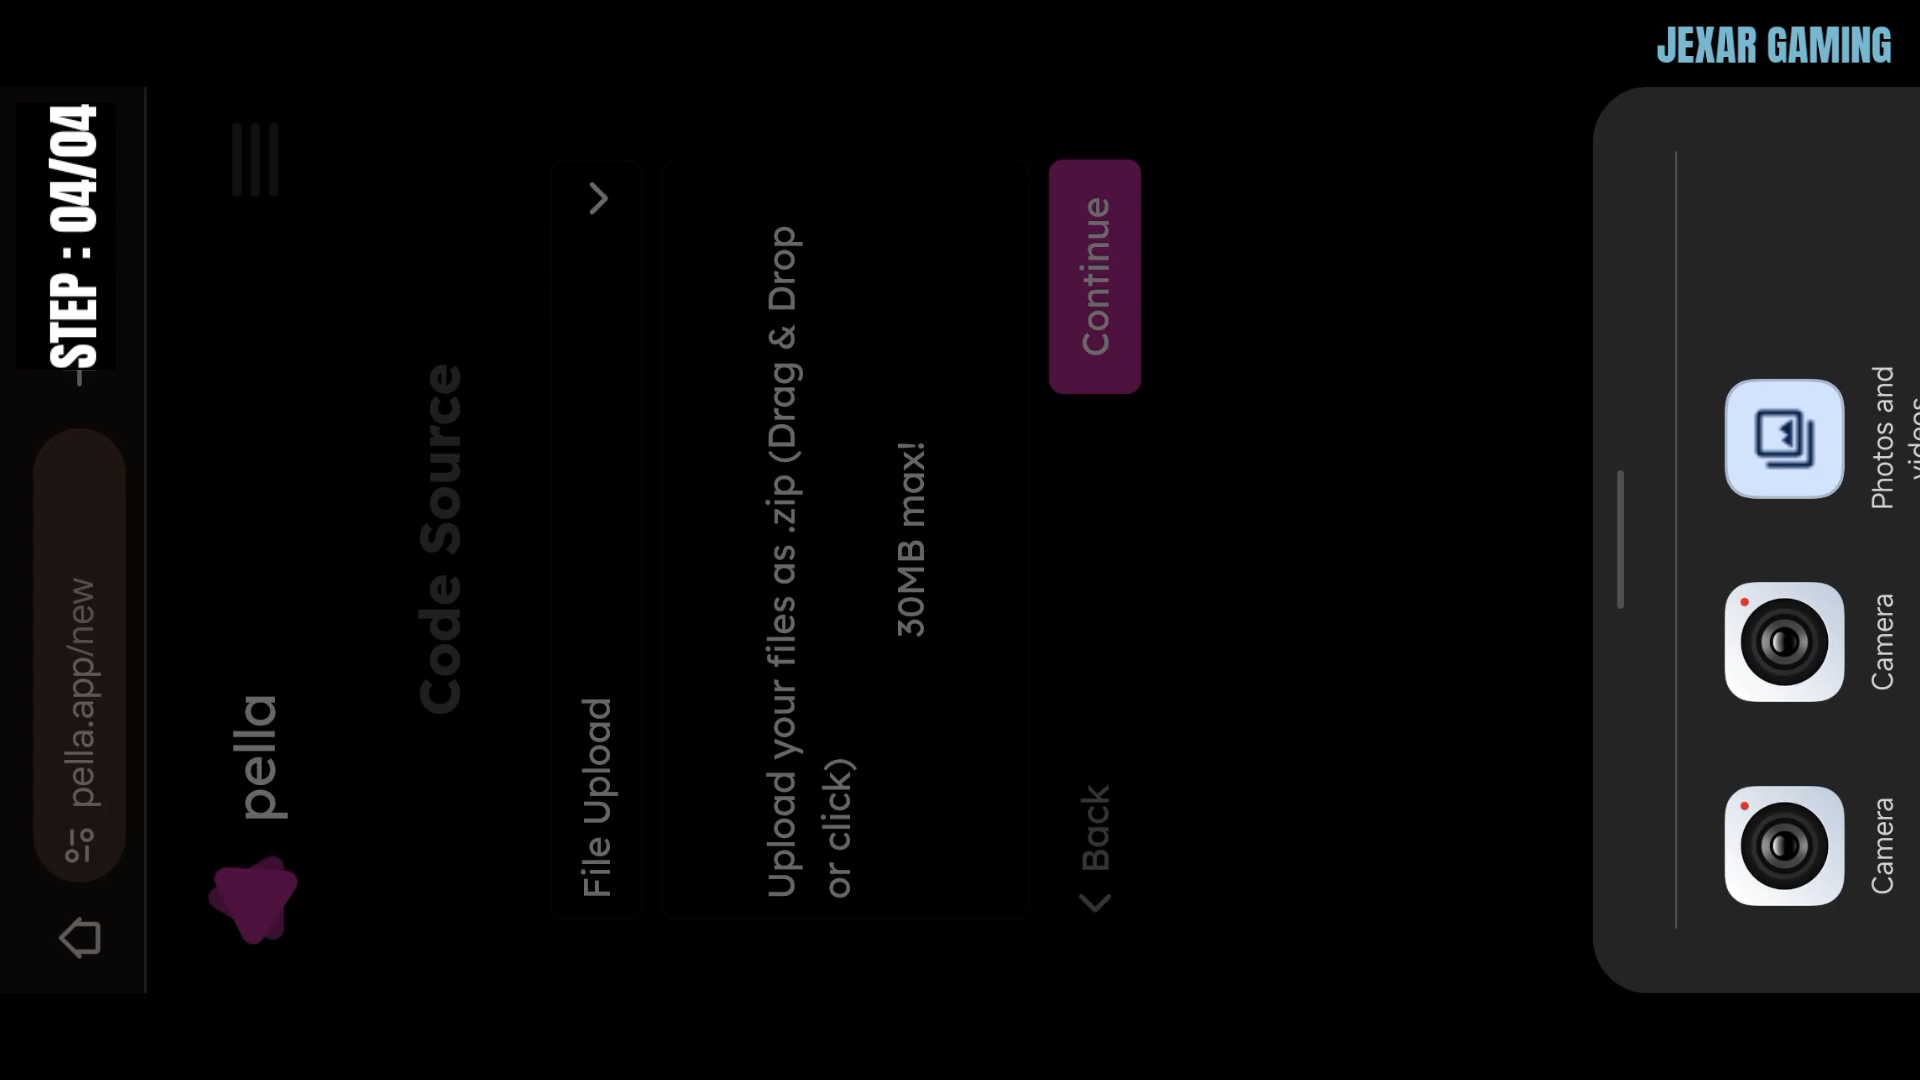 JEXAR GAMING
STEP : 04/04
pella.app/new
pella
Code Source
File Upload
Upload your files as .zip (Drag & Drop
or click)
30MB max!
Back
Continue
Camera
Camera
Photos and
videos